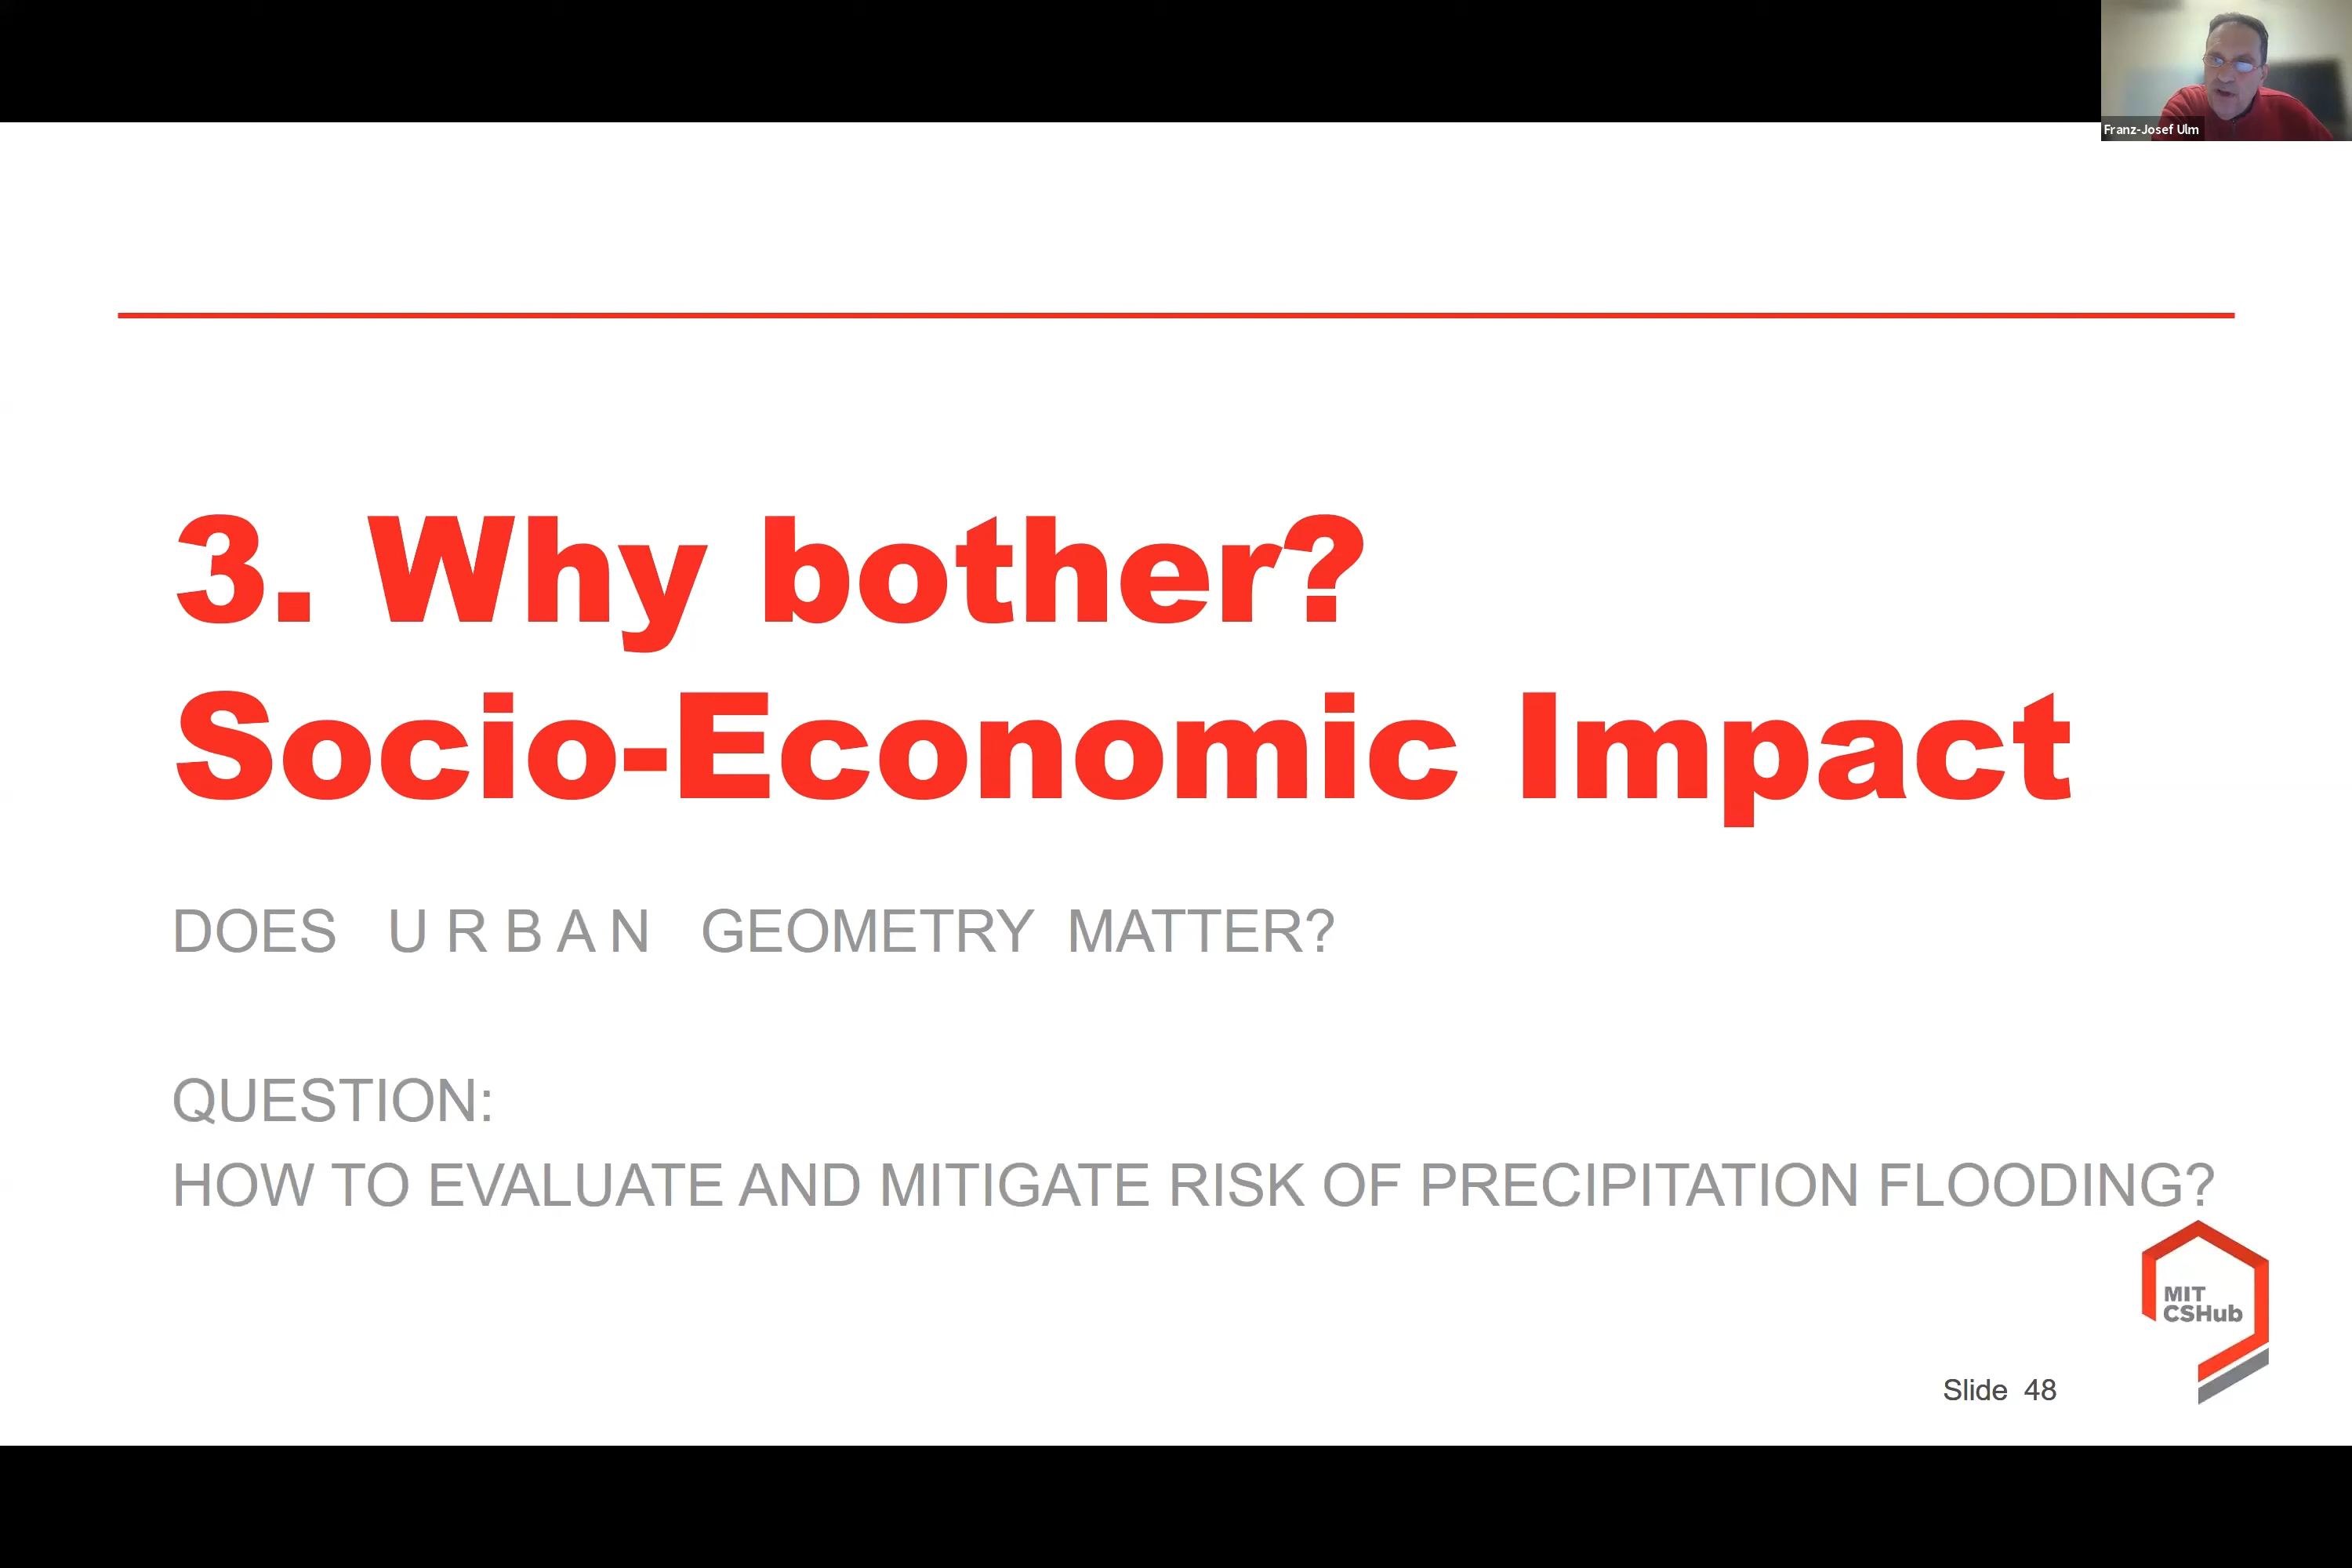 Franz-Josef Ulm
3. Why bother?
Socio-Economic Impact
DOES URBAN GEOMETRY MATTER?
QUESTION:
HOW TO EVALUATE AND MITIGATE RISK OF PRECIPITATION FLOODING?
MIT
CSHub
Slide 48